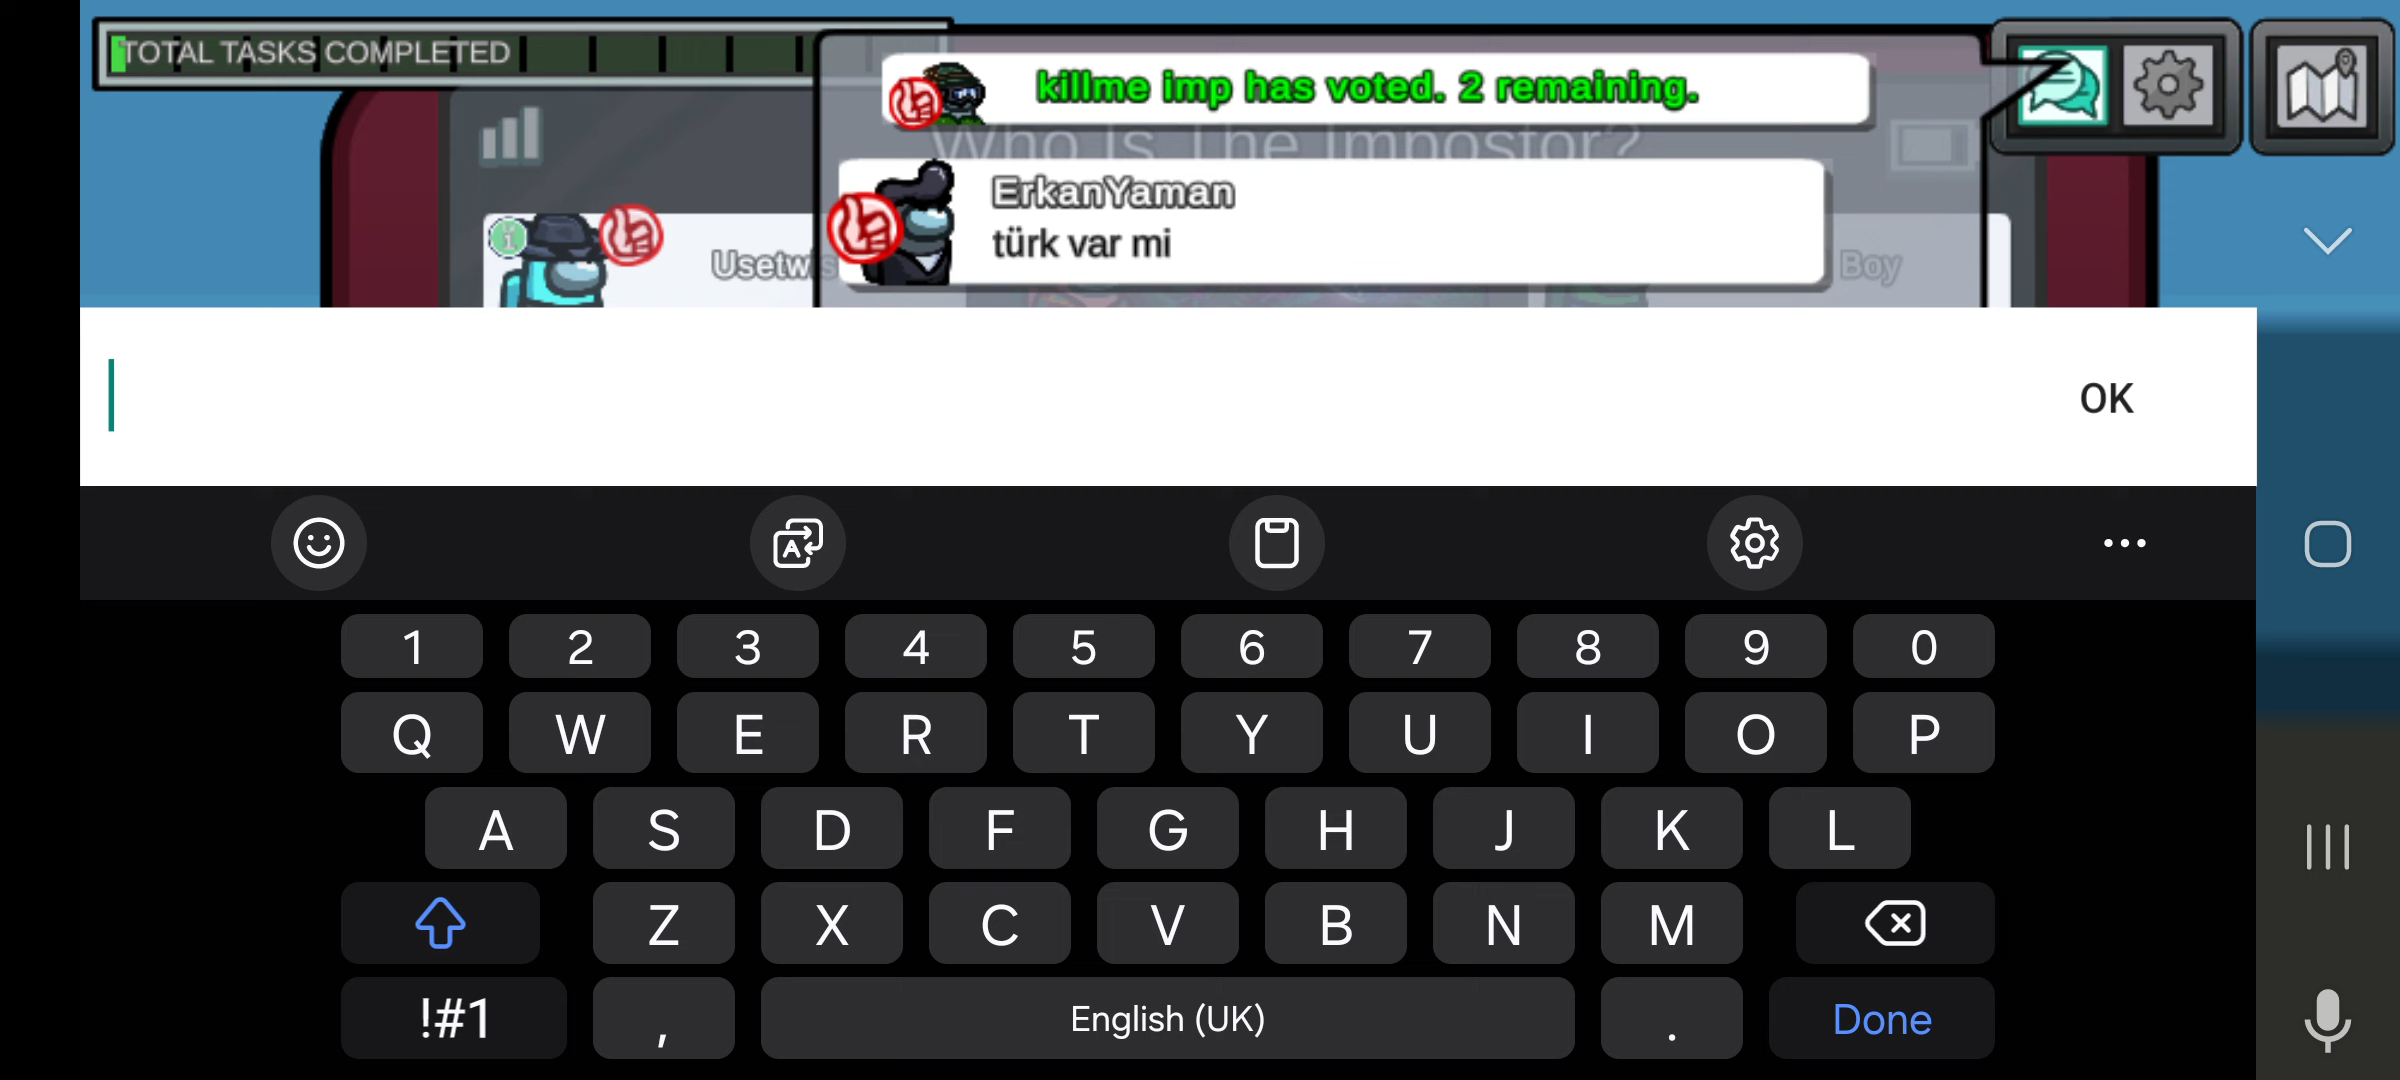 TOTAL TASKS COMPLETED
killme imp has voted. 2 remaining.
Who Is The Impostor?
ErkanYaman
türk var mi
Boy
OK
1 2 3 4 5 6 7 8 9 0
Q W E R T Y U I O P
A S D F G H J K L
Z X C V B N M
!#1 , English (UK) . Done